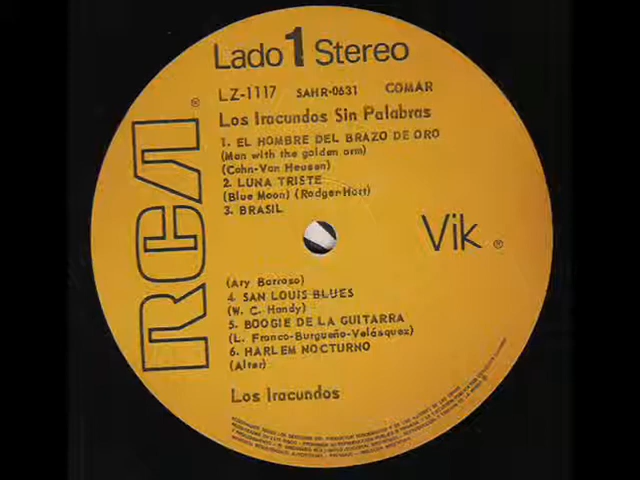 Lado 1 Stereo
LZ-1117 SAHR-0631 COMAR
Los Iracundos Sin Palabras
1. EL HOMBRE DEL BRAZO DE ORO
(Man with the golden arm)
(Cahn-Van Heusen)
2. LUNA TRISTE
(Blue Moon) (Rodger-Hart)
3. BRASIL
RCA ®
Vik ®
(Ary Barroso)
4. SAN LOUIS BLUES
(W. C. Handy)
5. BOOGIE DE LA GUITARRA
(L. Franco-Burgueño-Velásquez)
6. HARLEM NOCTURNO
(Alter)
Los Iracundos